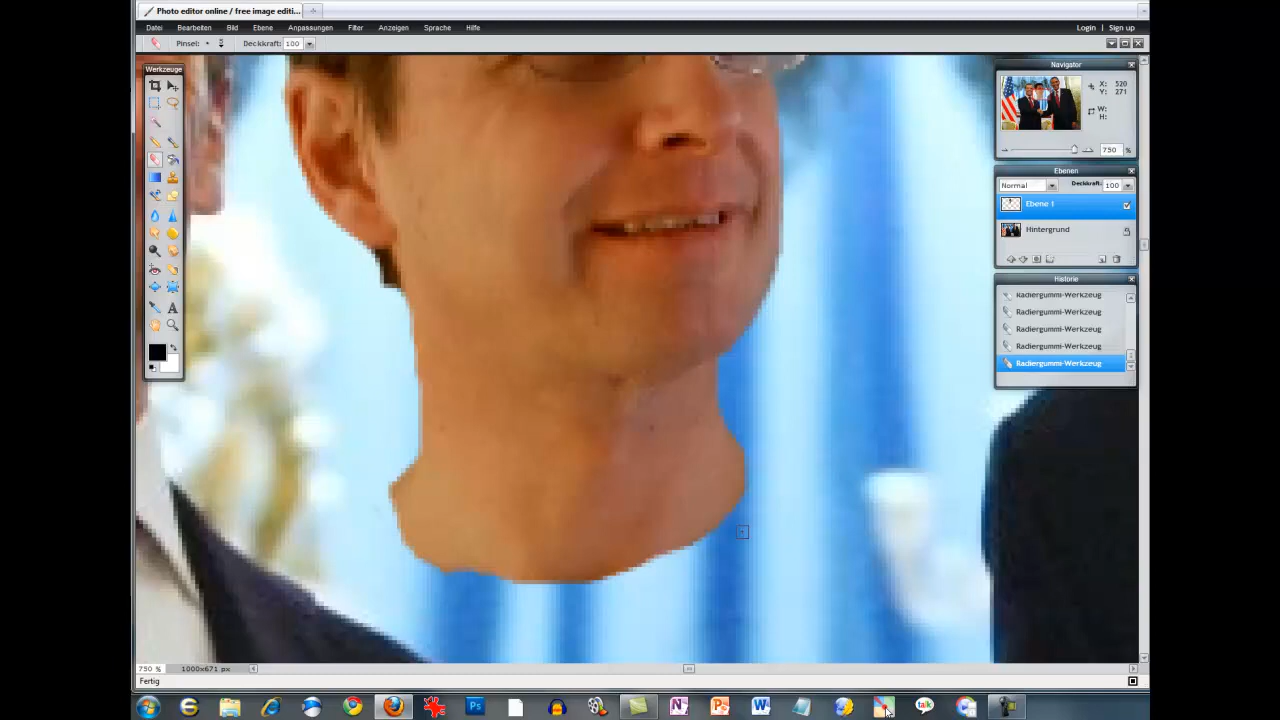 Photo editor online / free image editi...
Datei Bearbeiten Bild Ebene Anpassungen Filter Anzeigen Sprache Hilfe Login | Sign up
Pinsel: Deckkraft: 100
Werkzeuge
A
Navigator
X: 520
Y: 271
W:
H:
750 %
Ebenen
Normal Deckkraft: 100
Ebene 1
Hintergrund
Historie
Radiergummi-Werkzeug
Radiergummi-Werkzeug
Radiergummi-Werkzeug
Radiergummi-Werkzeug
Radiergummi-Werkzeug
750 % 1000x671 px
Fertig
Ps N P W talk